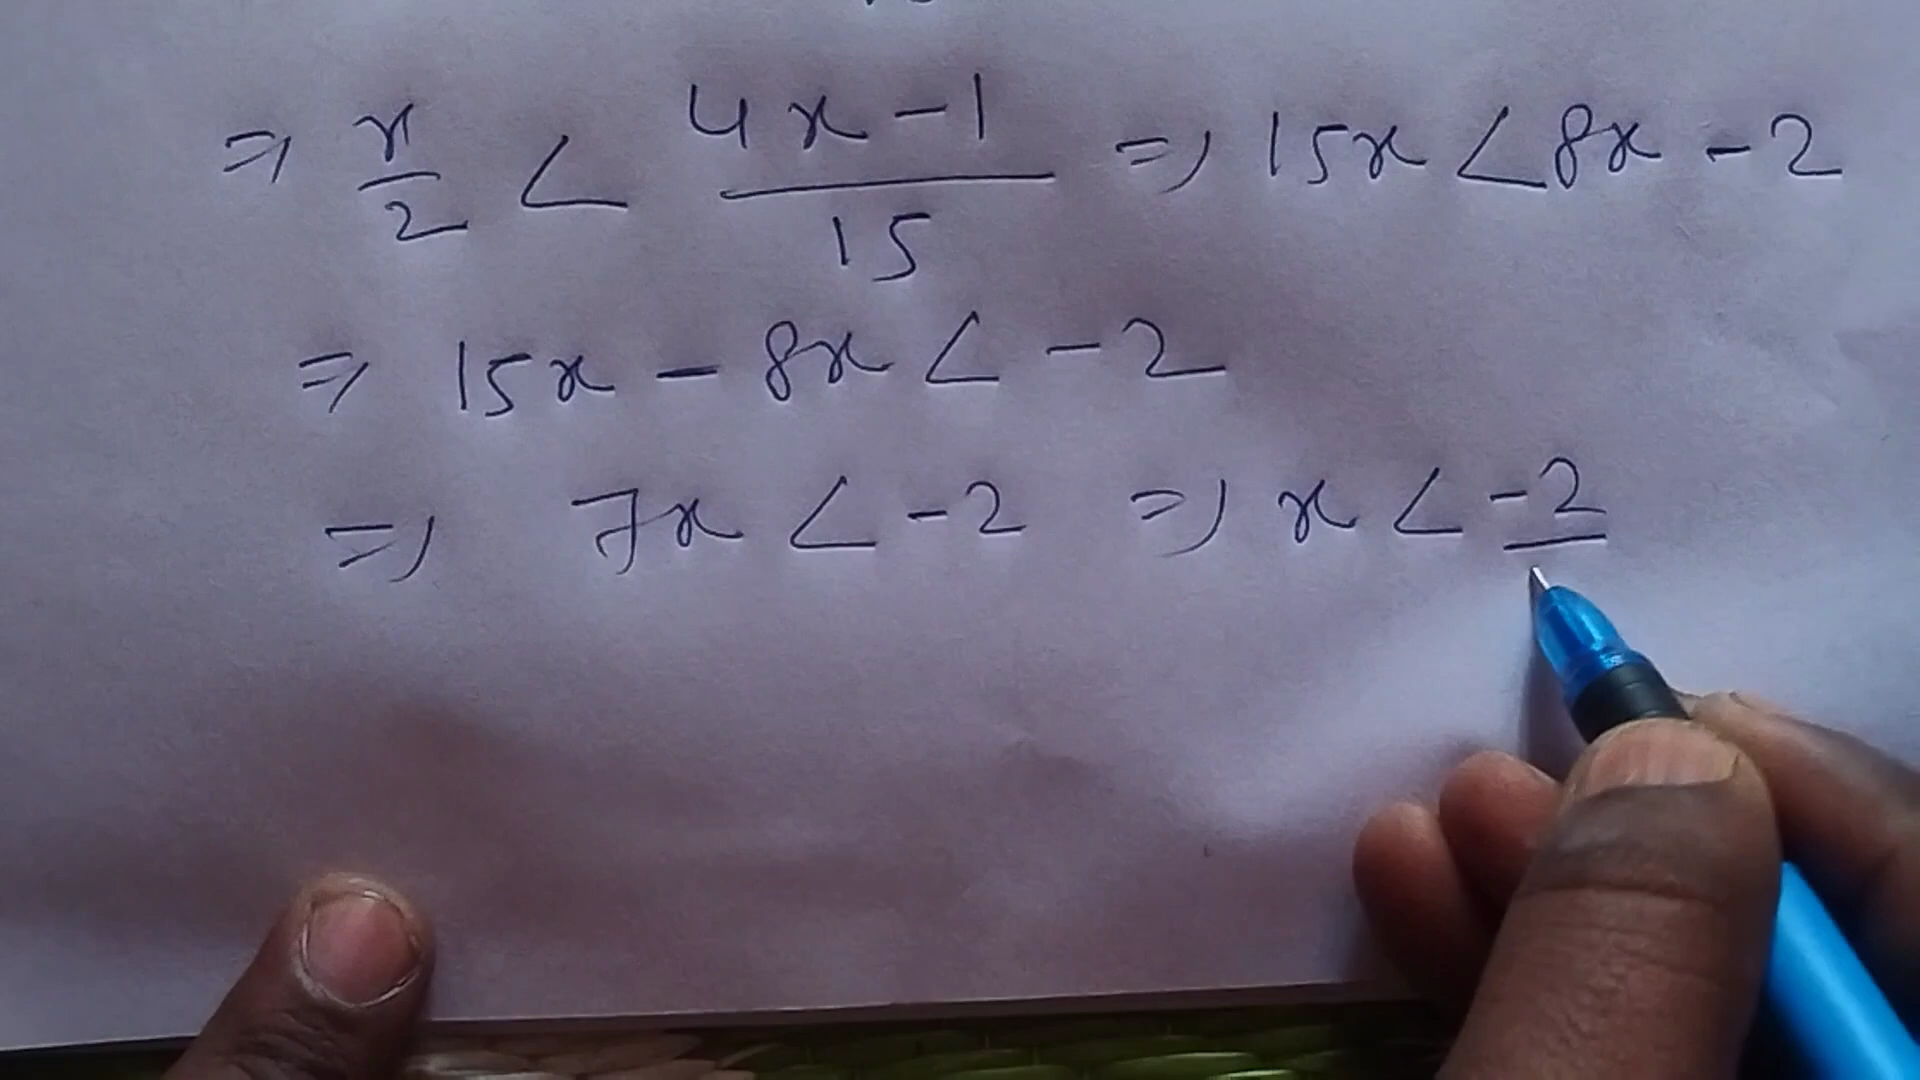 ⇒ x/2 < (4x-1)/15 ⇒ 15x < 8x - 2
⇒ 15x - 8x < -2
⇒ 7x < -2 ⇒ x < -2/